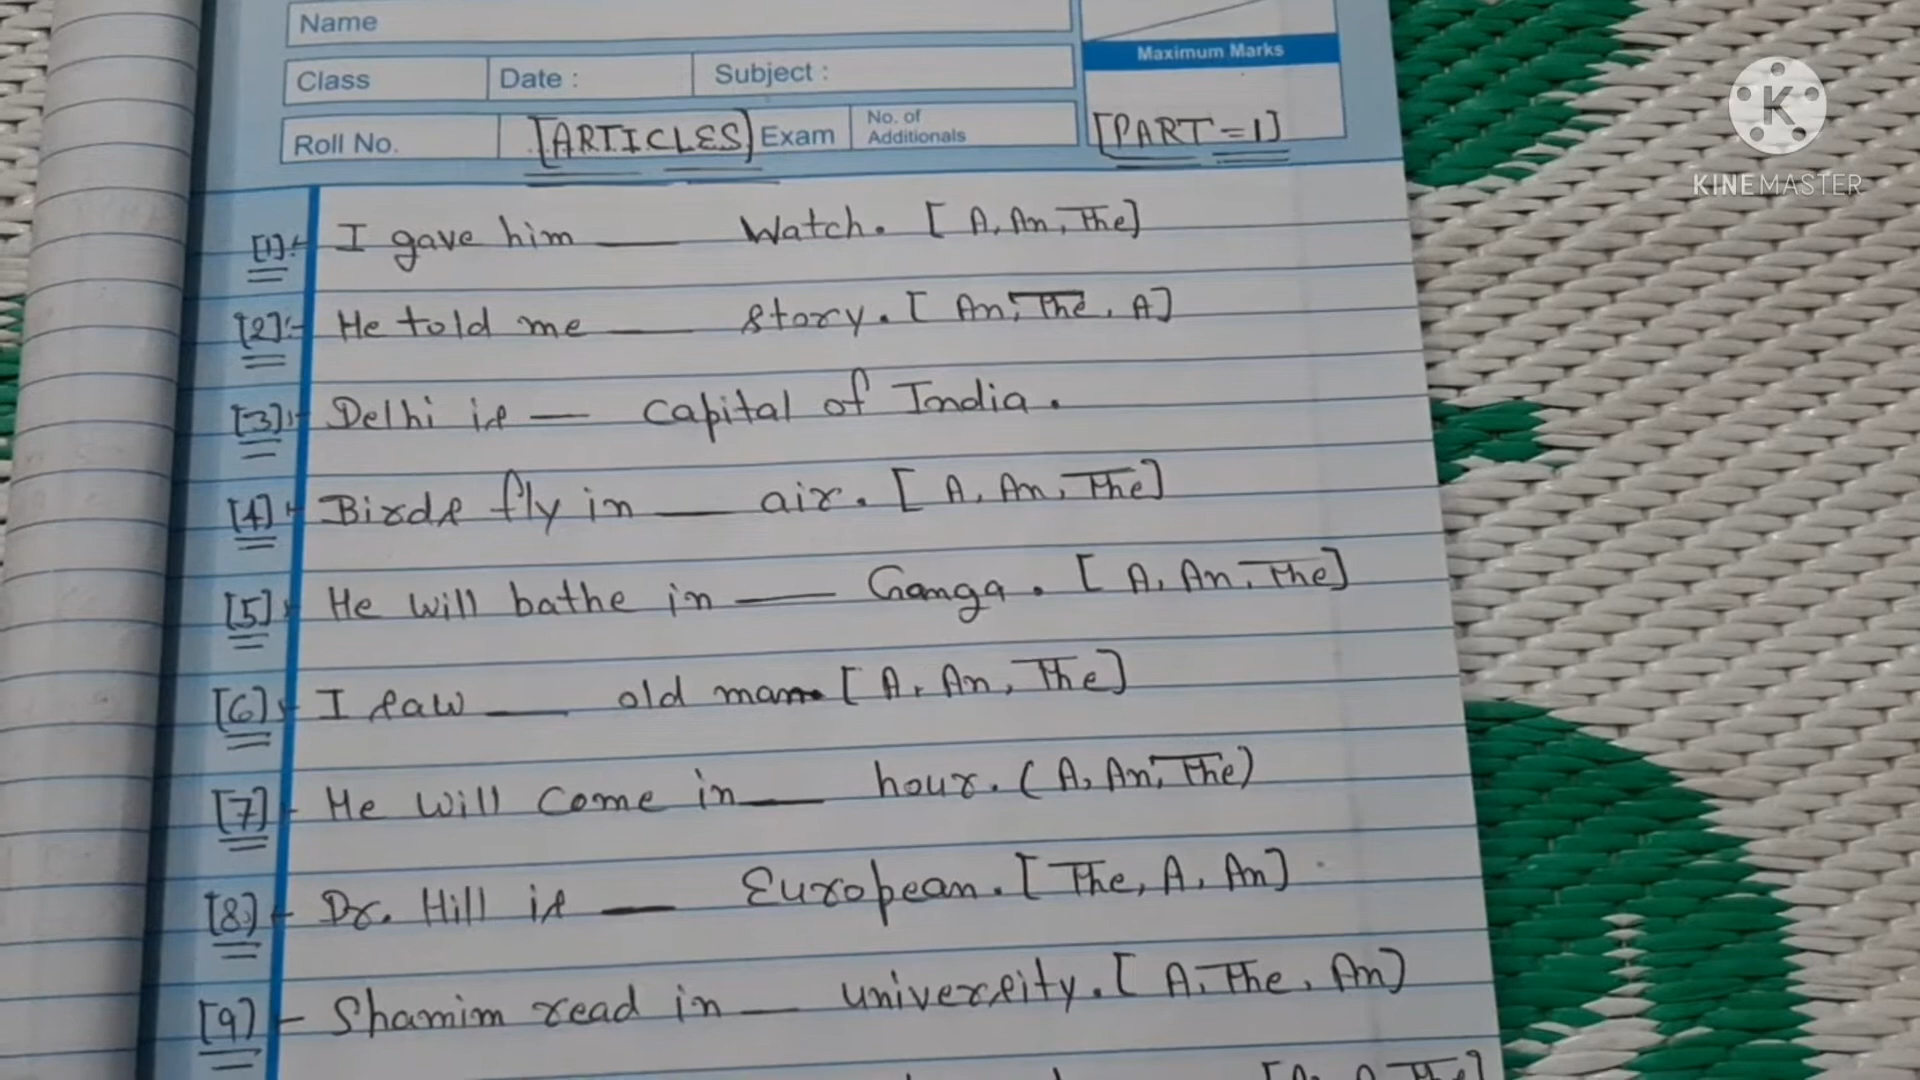 Name
Maximum Marks
Class Date : Subject :
Roll No. [ARTICLES] Exam No. of Additionals [PART=1]
KINEMASTER
[1]:- I gave him ___ Watch. [ A, An, The]
[2]:- He told me ___ story. [ An, The, A]
[3]:- Delhi is ___ capital of India.
[4]:- Birds fly in ___ air. [ A, An, The]
[5]:- He will bathe in ___ Ganga. [ A, An, The]
[6]:- I saw ___ old man [ A, An, The]
[7]:- He will come in ___ hour. (A, An, The)
[8]:- Dr. Hill is ___ European. [ The, A, An]
[9]:- Shamim read in ___ university. [ A, The, An)